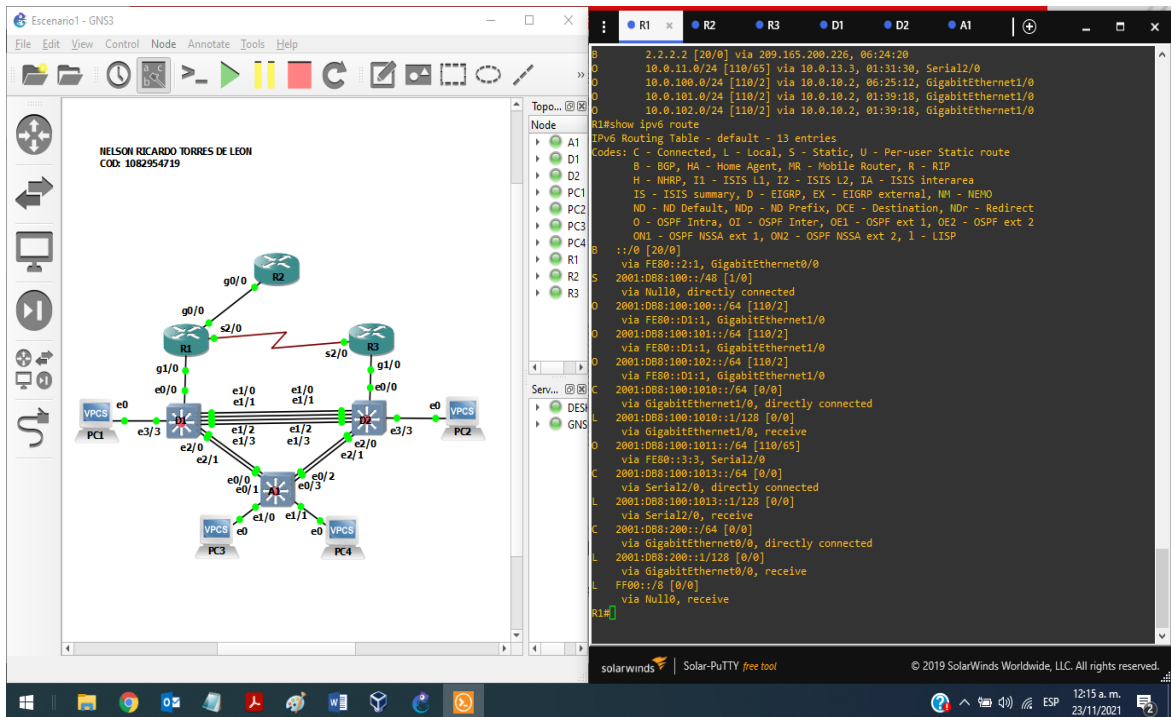 Escenario1 - GNS3
File Edit View Control Node Annotate Tools Help
NELSON RICARDO TORRES DE LEON
COD: 1082954719
R2
g0/0
g0/0
s2/0
R1
s2/0
R3
g1/0
g1/0
e0/0
e0/0
e1/0
e1/1
e1/0
e1/1
e0
VPCS
PC1
e3/3
D1
e1/2
e1/3
e1/2
e1/3
D2
e3/3
e0
VPCS
PC2
e2/0
e2/1
e2/0
e2/1
e0/0
e0/1
e0/2
e0/3
A1
e1/0
e1/1
VPCS
e0
PC3
e0
VPCS
PC4
Topo...
Node
A1
D1
D2
PC1
PC2
PC3
PC4
R1
R2
R3
Serv...
DESK
GNS
R1 R2 R3 D1 D2 A1
B 2.2.2.2 [20/0] via 209.165.200.226, 06:24:20
O 10.0.11.0/24 [110/65] via 10.0.13.3, 01:31:30, Serial2/0
O 10.0.100.0/24 [110/2] via 10.0.10.2, 06:25:12, GigabitEthernet1/0
O 10.0.101.0/24 [110/2] via 10.0.10.2, 01:39:18, GigabitEthernet1/0
O 10.0.102.0/24 [110/2] via 10.0.10.2, 01:39:18, GigabitEthernet1/0
R1#show ipv6 route
IPv6 Routing Table - default - 13 entries
Codes: C - Connected, L - Local, S - Static, U - Per-user Static route
B - BGP, HA - Home Agent, MR - Mobile Router, R - RIP
H - NHRP, I1 - ISIS L1, I2 - ISIS L2, IA - ISIS interarea
IS - ISIS summary, D - EIGRP, EX - EIGRP external, NM - NEMO
ND - ND Default, NDp - ND Prefix, DCE - Destination, NDr - Redirect
O - OSPF Intra, OI - OSPF Inter, OE1 - OSPF ext 1, OE2 - OSPF ext 2
ON1 - OSPF NSSA ext 1, ON2 - OSPF NSSA ext 2, l - LISP
B ::/0 [20/0]
via FE80::2:1, GigabitEthernet0/0
S 2001:DB8:100::/48 [1/0]
via Null0, directly connected
O 2001:DB8:100:100::/64 [110/2]
via FE80::D1:1, GigabitEthernet1/0
O 2001:DB8:100:101::/64 [110/2]
via FE80::D1:1, GigabitEthernet1/0
O 2001:DB8:100:102::/64 [110/2]
via FE80::D1:1, GigabitEthernet1/0
C 2001:DB8:100:1010::/64 [0/0]
via GigabitEthernet1/0, directly connected
L 2001:DB8:100:1010::1/128 [0/0]
via GigabitEthernet1/0, receive
O 2001:DB8:100:1011::/64 [110/65]
via FE80::3:3, Serial2/0
C 2001:DB8:100:1013::/64 [0/0]
via Serial2/0, directly connected
L 2001:DB8:100:1013::1/128 [0/0]
via Serial2/0, receive
C 2001:DB8:200::/64 [0/0]
via GigabitEthernet0/0, directly connected
L 2001:DB8:200::1/128 [0/0]
via GigabitEthernet0/0, receive
L FF00::/8 [0/0]
via Null0, receive
R1#
solarwinds Solar-PuTTY free tool © 2019 SolarWinds Worldwide, LLC. All rights reserved.
ESP
12:15 a. m.
23/11/2021
2